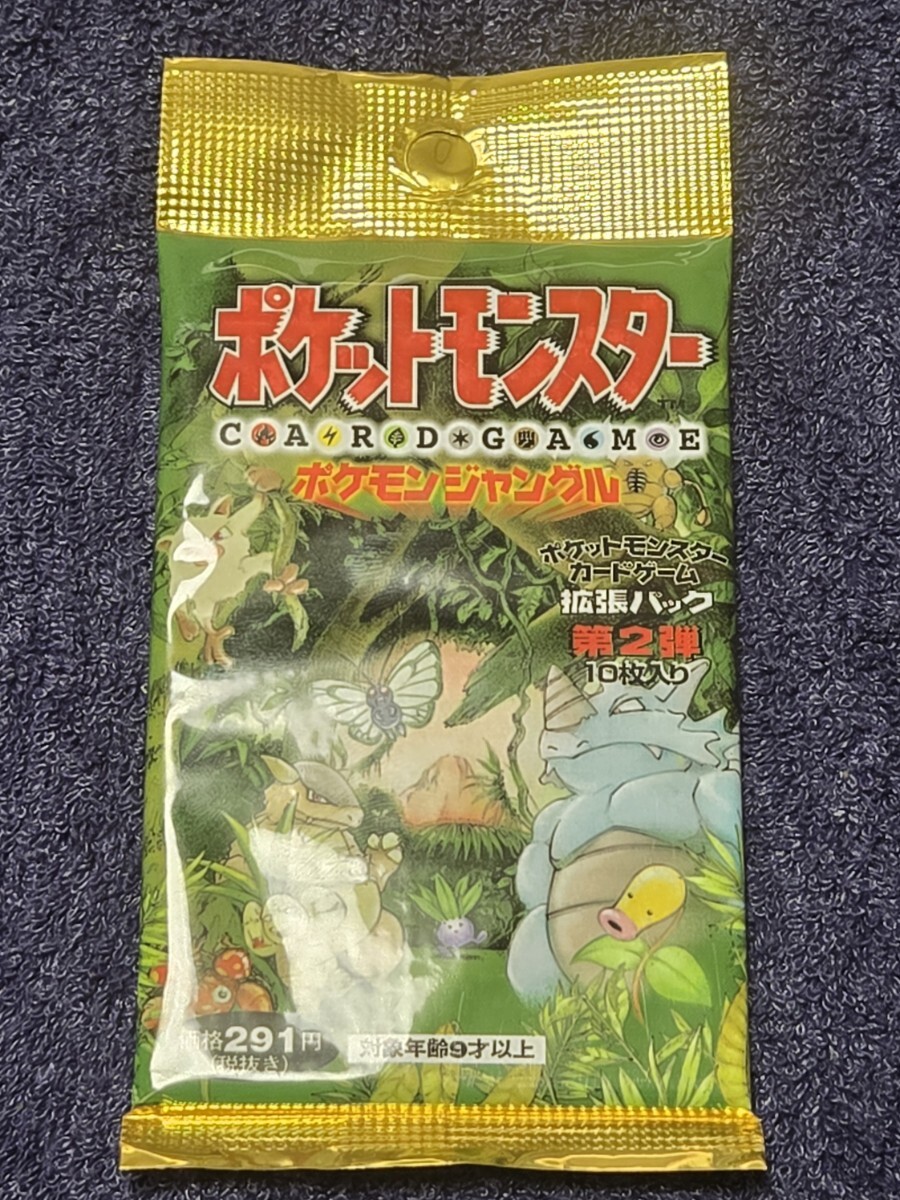 ポケットモンスター
TM
CARD GAME
ポケモンジャングル
ポケットモンスター
カードゲーム
拡張パック
第2弾
10枚入り
価格291円
(税抜き)
対象年齢9才以上